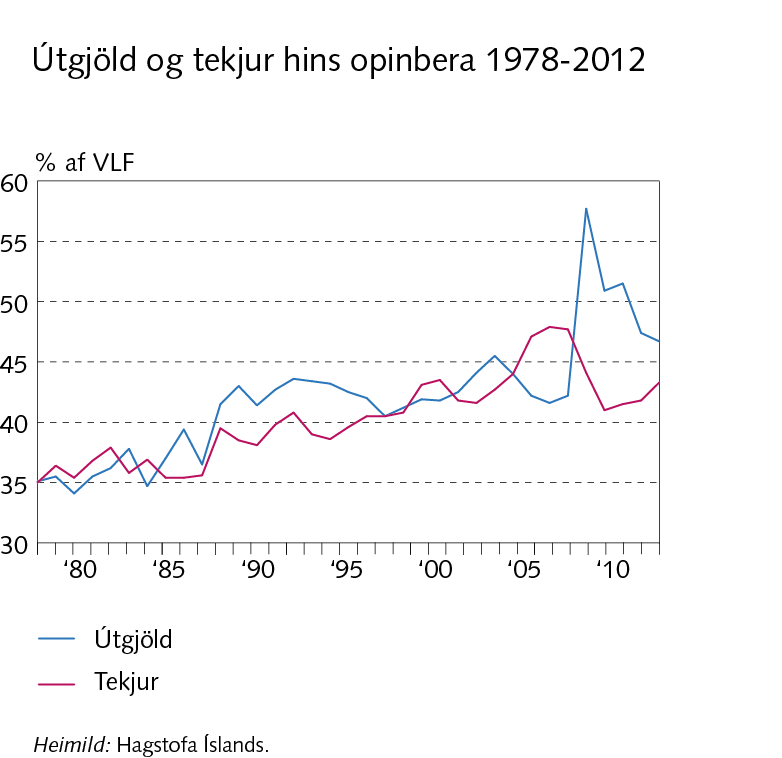 Útgjöld og tekjur hins opinbera 1978-2012
% af VLF
60
55
50
45
40
35
30
‘80 ‘85 ‘90 ‘95 ‘00 ‘05 ‘10
Útgjöld
Tekjur
Heimild: Hagstofa Íslands.